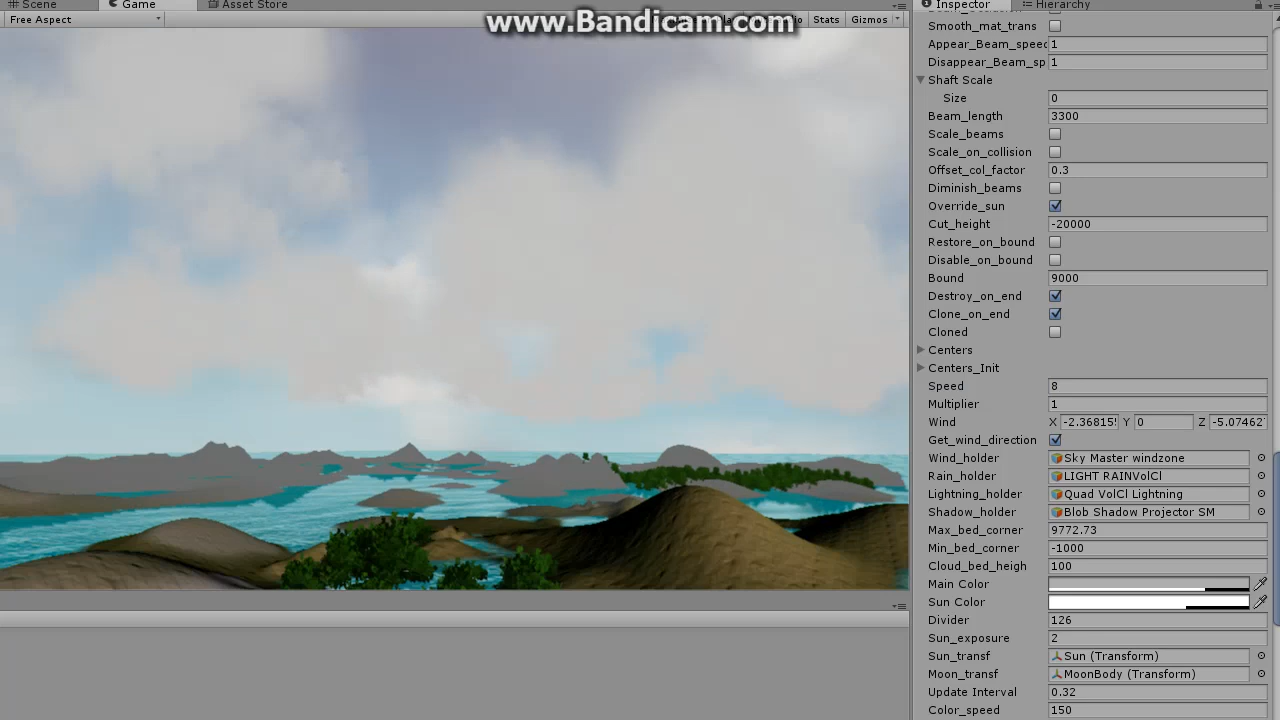 Scene Game Asset Store
Inspector Hierarchy
Free Aspect
www.Bandicam.com
Stats Gizmos
Smooth_mat_trans
Appear_Beam_speed 1
Disappear_Beam_sp 1
Shaft Scale
Size 0
Beam_length 3300
Scale_beams
Scale_on_collision
Offset_col_factor 0.3
Diminish_beams
Override_sun
Cut_height -20000
Restore_on_bound
Disable_on_bound
Bound 9000
Destroy_on_end
Clone_on_end
Cloned
Centers
Centers_Init
Speed 8
Multiplier 1
Wind X -2.36815 Y 0 Z -5.07462
Get_wind_direction
Wind_holder Sky Master windzone
Rain_holder LIGHT RAINVolCl
Lightning_holder Quad VolCl Lightning
Shadow_holder Blob Shadow Projector SM
Max_bed_corner 9772.73
Min_bed_corner -1000
Cloud_bed_heigh 100
Main Color
Sun Color
Divider 126
Sun_exposure 2
Sun_transf Sun (Transform)
Moon_transf MoonBody (Transform)
Update Interval 0.32
Color_speed 150